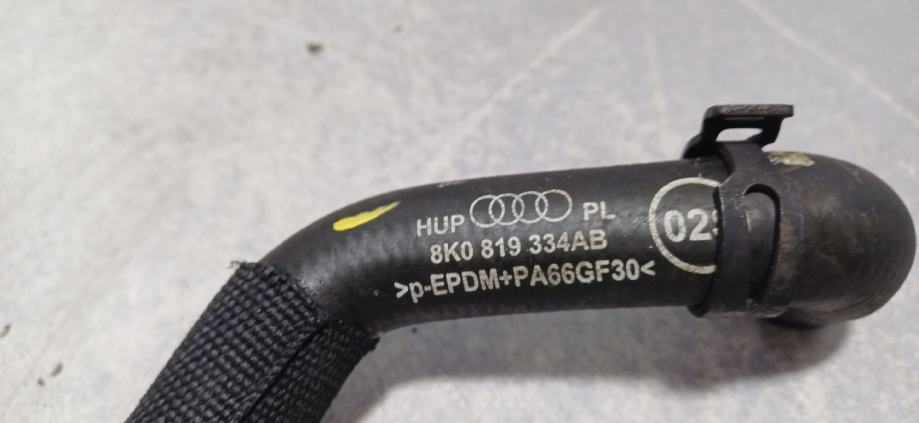 HUP PL
8K0 819 334AB
>p-EPDM+PA66GF30<
02